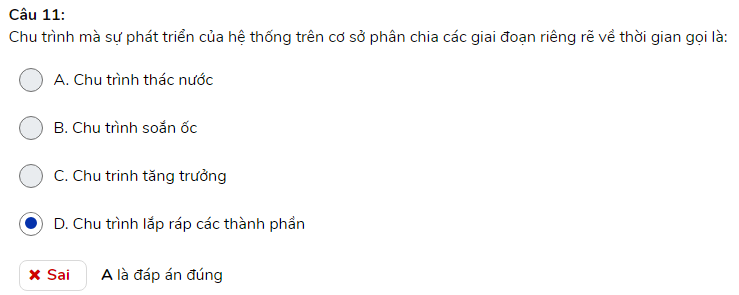 Câu 11:
Chu trình mà sự phát triển của hệ thống trên cơ sở phân chia các giai đoạn riêng rẽ về thời gian gọi là:
A. Chu trình thác nước
B. Chu trình soắn ốc
C. Chu trinh tăng trưởng
D. Chu trình lắp ráp các thành phần
✖ Sai A là đáp án đúng